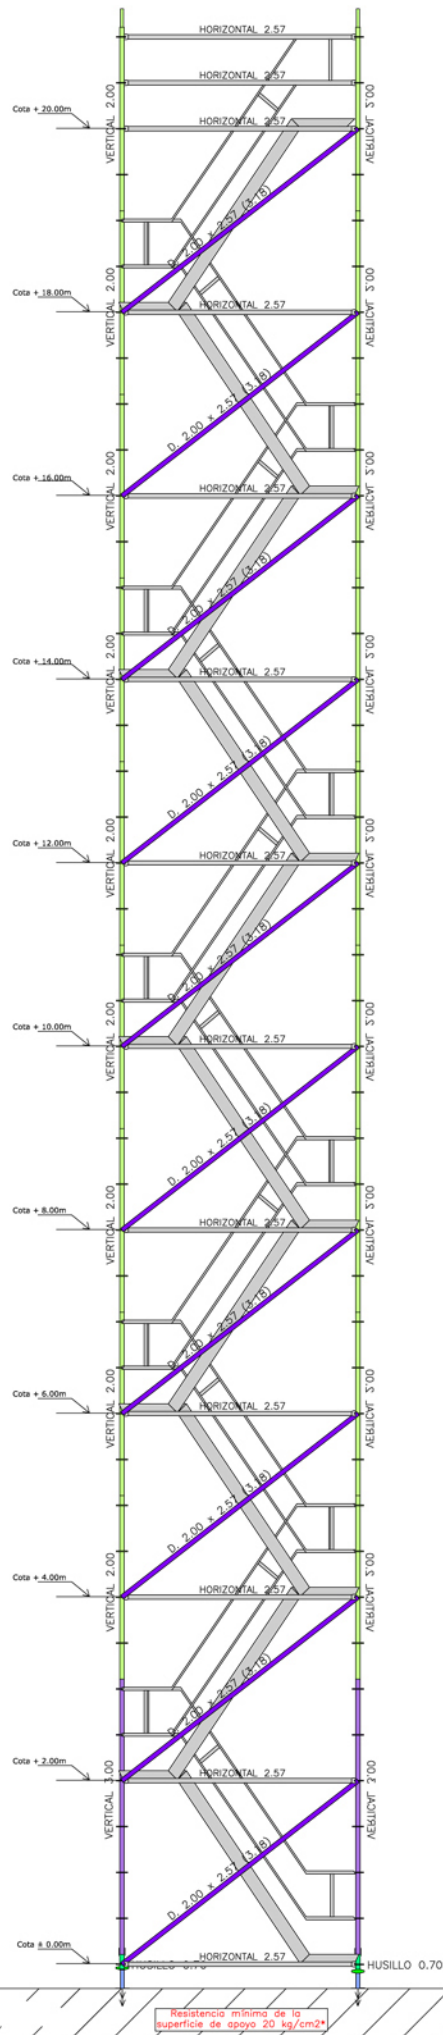 HORIZONTAL 2.57
HORIZONTAL 2.57
Cota + 20.00m
VERTICAL 2.00
HORIZONTAL 2.57
VERTICAL 2.00
D. 2.00 x 2.57 (3.18)
Cota + 18.00m
VERTICAL 2.00
HORIZONTAL 2.57
VERTICAL 2.00
D. 2.00 x 2.57 (3.18)
Cota + 16.00m
VERTICAL 2.00
HORIZONTAL 2.57
VERTICAL 2.00
D. 2.00 x 2.57 (3.18)
Cota + 14.00m
VERTICAL 2.00
HORIZONTAL 2.57
VERTICAL 2.00
D. 2.00 x 2.57 (3.18)
Cota + 12.00m
VERTICAL 2.00
HORIZONTAL 2.57
VERTICAL 2.00
D. 2.00 x 2.57 (3.18)
Cota + 10.00m
VERTICAL 2.00
HORIZONTAL 2.57
VERTICAL 2.00
D. 2.00 x 2.57 (3.18)
Cota + 8.00m
VERTICAL 2.00
HORIZONTAL 2.57
VERTICAL 2.00
D. 2.00 x 2.57 (3.18)
Cota + 6.00m
VERTICAL 2.00
HORIZONTAL 2.57
VERTICAL 2.00
D. 2.00 x 2.57 (3.18)
Cota + 4.00m
VERTICAL 2.00
HORIZONTAL 2.57
VERTICAL 2.00
D. 2.00 x 2.57 (3.18)
Cota + 2.00m
VERTICAL 3.00
HORIZONTAL 2.57
VERTICAL 3.00
D. 2.00 x 2.57 (3.18)
Cota ± 0.00m
HORIZONTAL 2.57
HUSILLO 0.70
HUSILLO 0.70
Resistencia mínima de la
superficie de apoyo 20 kg/cm2*